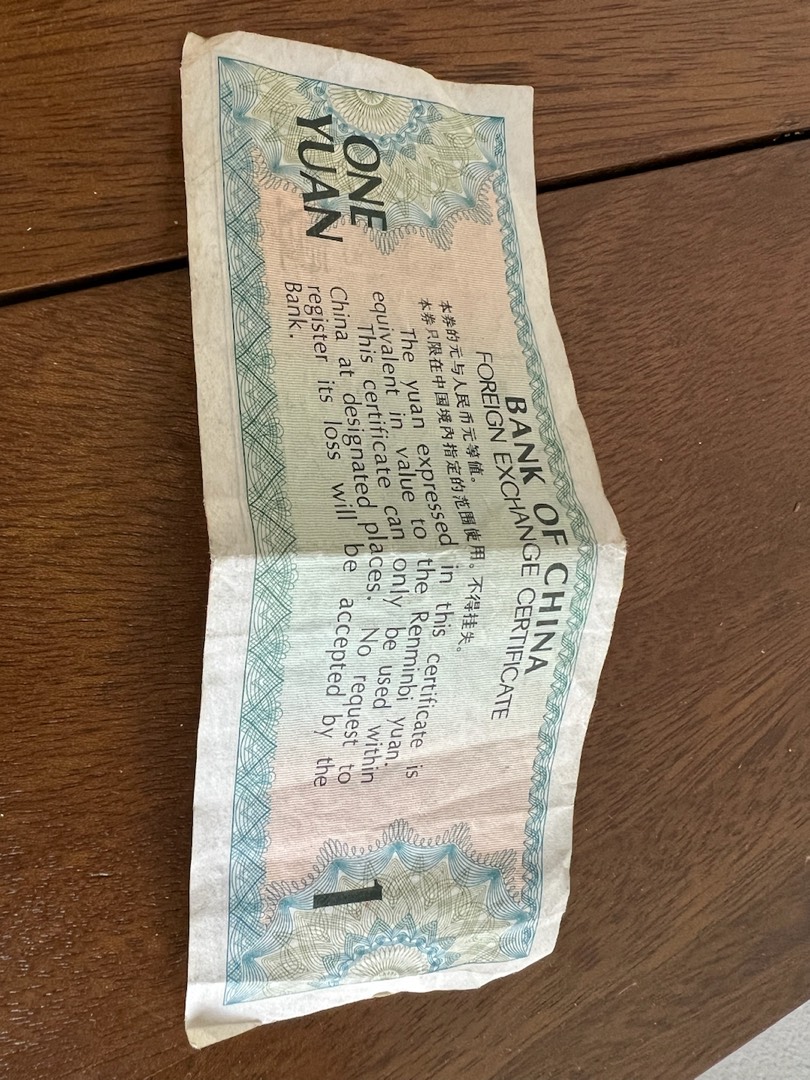 BANK OF CHINA
FOREIGN EXCHANGE CERTIFICATE
本券的元与人民币元等值。
本券只限在中国境内指定的范围使用。不得挂失。
The yuan expressed in this certificate is
equivalent in value to the Renminbi yuan.
This certificate can only be used within
China at designated places. No request to
register its loss will be accepted by the
Bank.
ONE
YUAN
1